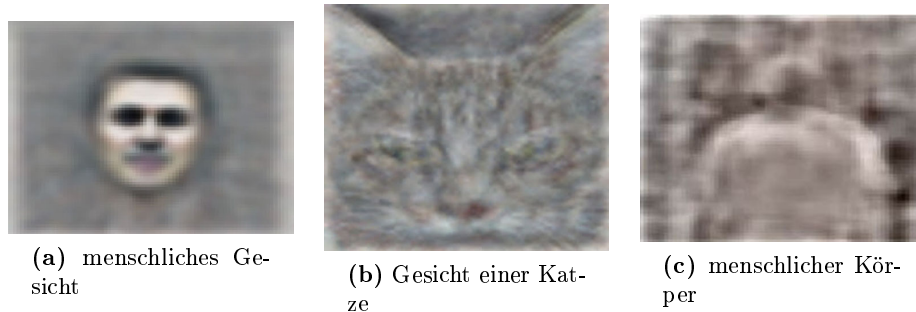 (a) menschliches Ge-
sicht
(b) Gesicht einer Kat-
ze
(c) menschlicher Kör-
per